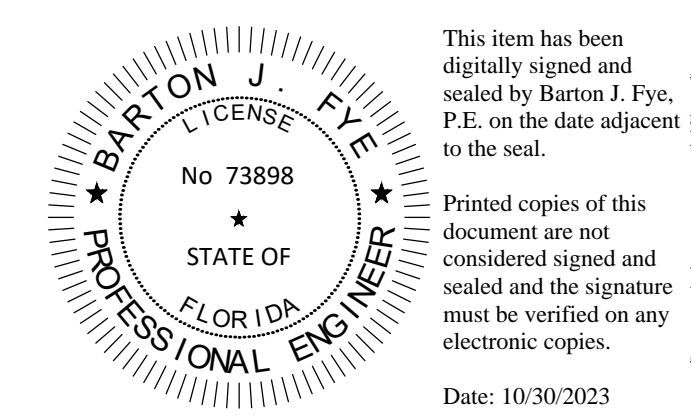 BARTON J. FYE
LICENSE
No 73898
STATE OF
FLORIDA
PROFESSIONAL ENGINEER
This item has been
digitally signed and
sealed by Barton J. Fye,
P.E. on the date adjacent
to the seal.
Printed copies of this
document are not
considered signed and
sealed and the signature
must be verified on any
electronic copies.
Date: 10/30/2023